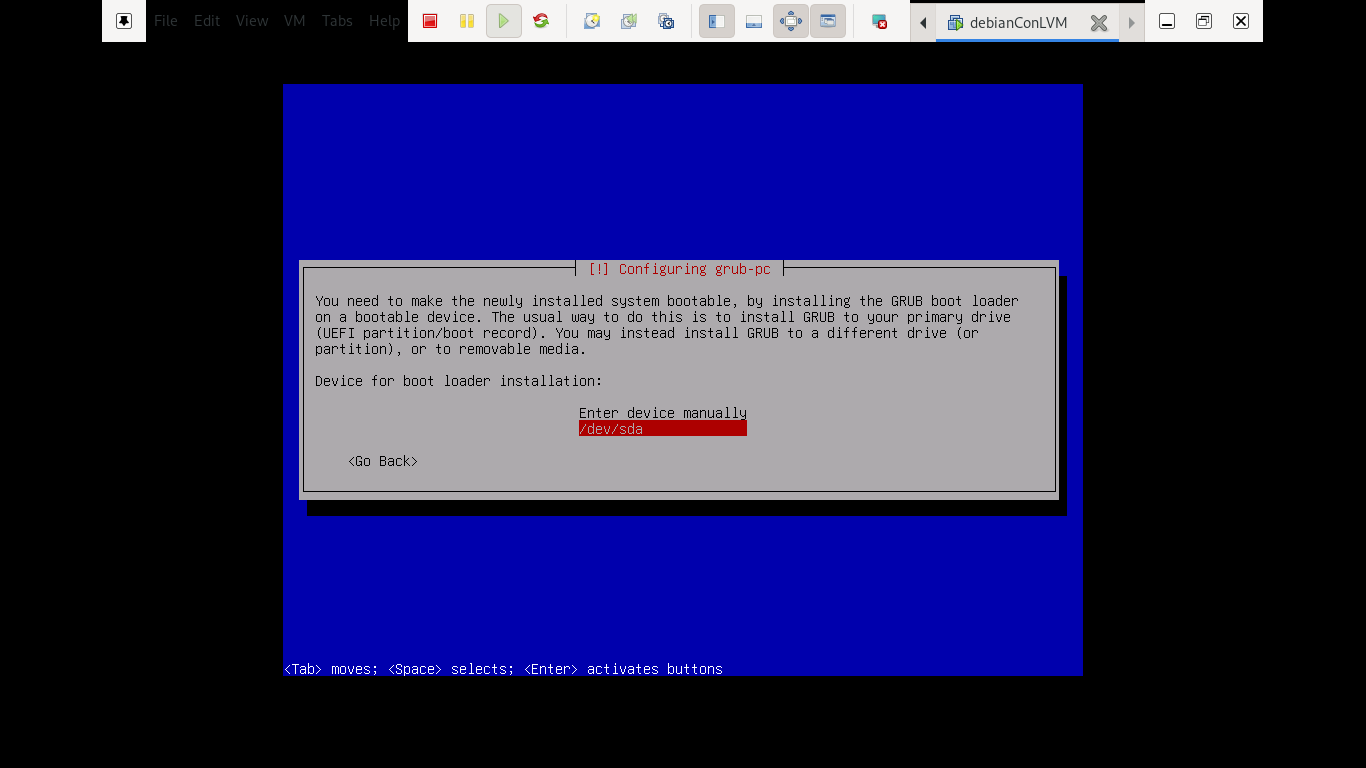 File Edit View VM Tabs Help
debianConLVM
[!] Configuring grub-pc
You need to make the newly installed system bootable, by installing the GRUB boot loader
on a bootable device. The usual way to do this is to install GRUB to your primary drive
(UEFI partition/boot record). You may instead install GRUB to a different drive (or
partition), or to removable media.
Device for boot loader installation:
Enter device manually
/dev/sda
<Go Back>
<Tab> moves; <Space> selects; <Enter> activates buttons